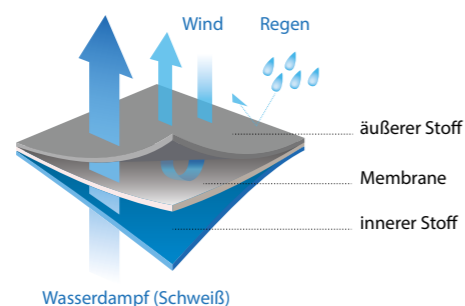 Wind Regen
äußerer Stoff
Membrane
innerer Stoff
Wasserdampf (Schweiß)